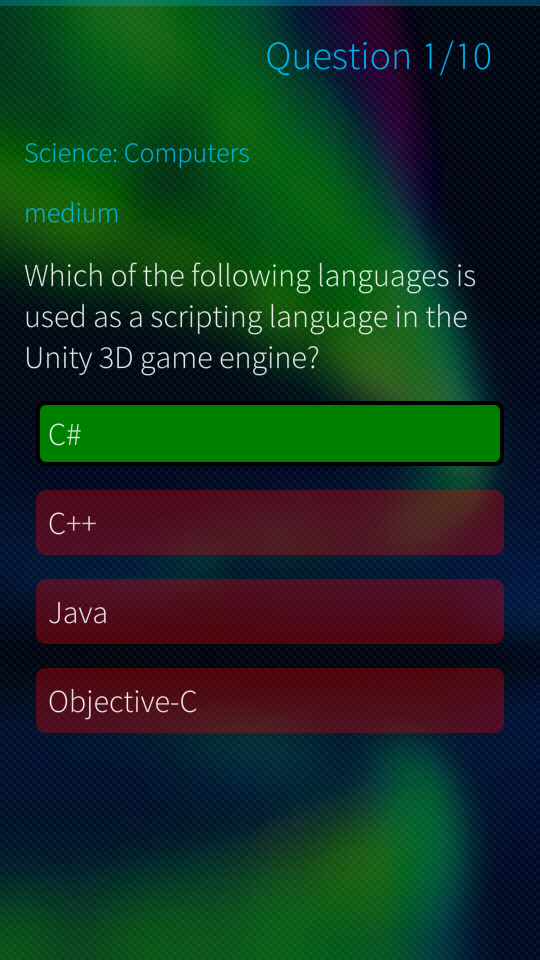 Question 1/10
Science: Computers
medium
Which of the following languages is
used as a scripting language in the
Unity 3D game engine?
C#
C++
Java
Objective-C